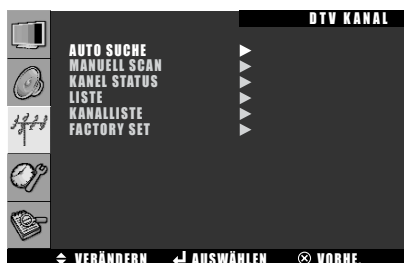 DTV KANAL
AUTO SUCHE
MANUELL SCAN
KANEL STATUS
LISTE
KANALLISTE
FACTORY SET
VERÄNDERN AUSWÄHLEN VORHE.